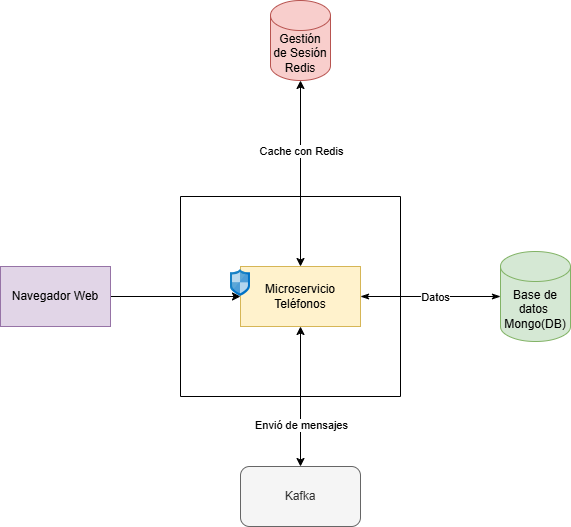 Gestión
de Sesión
Redis
Cache con Redis
Navegador Web
Microservicio
Teléfonos
Datos
Base de
datos
Mongo(DB)
Envió de mensajes
Kafka